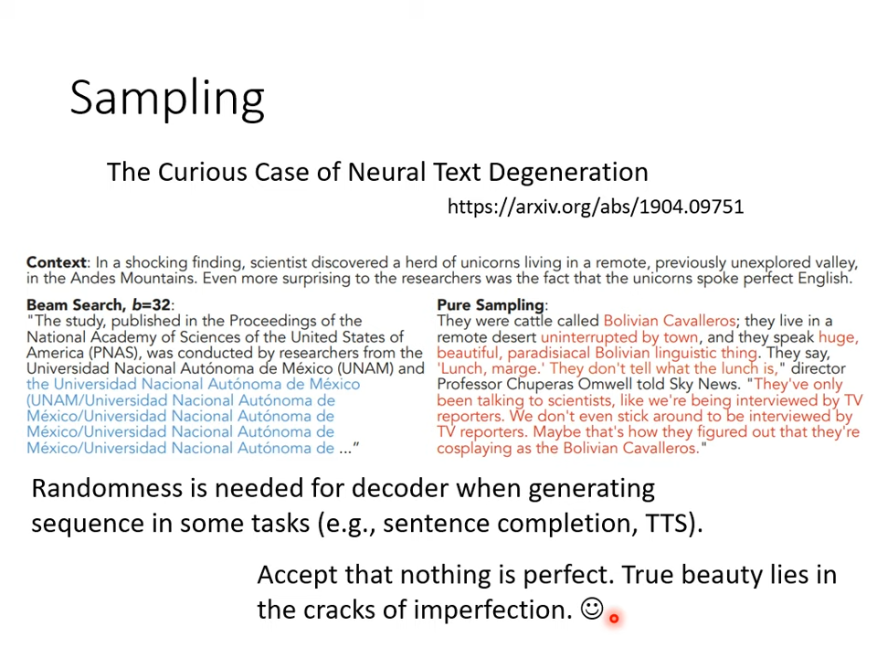 Sampling
The Curious Case of Neural Text Degeneration
https://arxiv.org/abs/1904.09751
Context: In a shocking finding, scientist discovered a herd of unicorns living in a remote, previously unexplored valley,
in the Andes Mountains. Even more surprising to the researchers was the fact that the unicorns spoke perfect English.
Beam Search, b=32:
"The study, published in the Proceedings of the
National Academy of Sciences of the United States of
America (PNAS), was conducted by researchers from the
Universidad Nacional Autónoma de México (UNAM) and
the Universidad Nacional Autónoma de México
(UNAM/Universidad Nacional Autónoma de
México/Universidad Nacional Autónoma de
México/Universidad Nacional Autónoma de
México/Universidad Nacional Autónoma de ..."
Pure Sampling:
They were cattle called Bolivian Cavalleros; they live in a
remote desert uninterrupted by town, and they speak huge,
beautiful, paradisiacal Bolivian linguistic thing. They say,
'Lunch, marge.' They don't tell what the lunch is," director
Professor Chuperas Omwell told Sky News. "They've only
been talking to scientists, like we're being interviewed by TV
reporters. We don't even stick around to be interviewed by
TV reporters. Maybe that's how they figured out that they're
cosplaying as the Bolivian Cavalleros."
Randomness is needed for decoder when generating
sequence in some tasks (e.g., sentence completion, TTS).
Accept that nothing is perfect. True beauty lies in
the cracks of imperfection. ☺